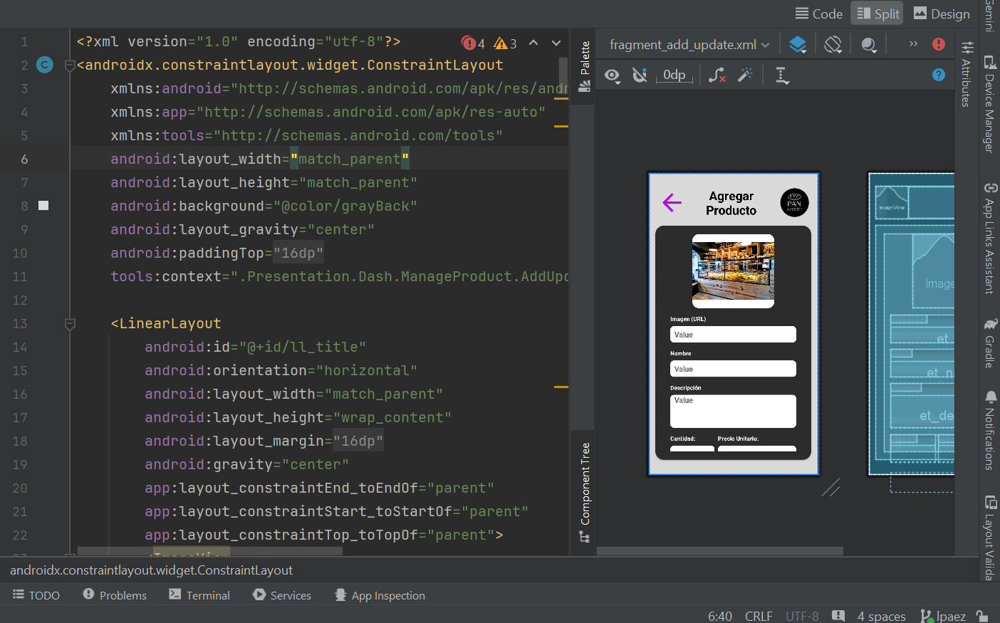 Code Split Design
1 <?xml version="1.0" encoding="utf-8"?>
4 3
2 <androidx.constraintlayout.widget.ConstraintLayout
3 xmlns:android="http://schemas.android.com/apk/res/andr
4 xmlns:app="http://schemas.android.com/apk/res-auto"
5 xmlns:tools="http://schemas.android.com/tools"
6 android:layout_width="match_parent"
7 android:layout_height="match_parent"
8 android:background="@color/grayBack"
9 android:layout_gravity="center"
10 android:paddingTop="16dp"
11 tools:context=".Presentation.Dash.ManageProduct.AddUpd
12
13 <LinearLayout
14 android:id="@+id/ll_title"
15 android:orientation="horizontal"
16 android:layout_width="match_parent"
17 android:layout_height="wrap_content"
18 android:layout_margin="16dp"
19 android:gravity="center"
20 app:layout_constraintEnd_toEndOf="parent"
21 app:layout_constraintStart_toStartOf="parent"
22 app:layout_constraintTop_toTopOf="parent">
23 <ImageView
Palette
Component Tree
fragment_add_update.xml
0dp
Agregar
Producto
PAN
APPETIT
Imagen (URL)
Value
Nombre
Value
Descripción
Value
Cantidad: Precio Unitario:
ImageView
Image
et_
et_n
et_de
Attributes
Gemini
Device Manager
App Links Assistant
Gradle
Notifications
Layout Valida
androidx.constraintlayout.widget.ConstraintLayout
TODO Problems Terminal Services App Inspection
6:40 CRLF UTF-8 4 spaces lpaez